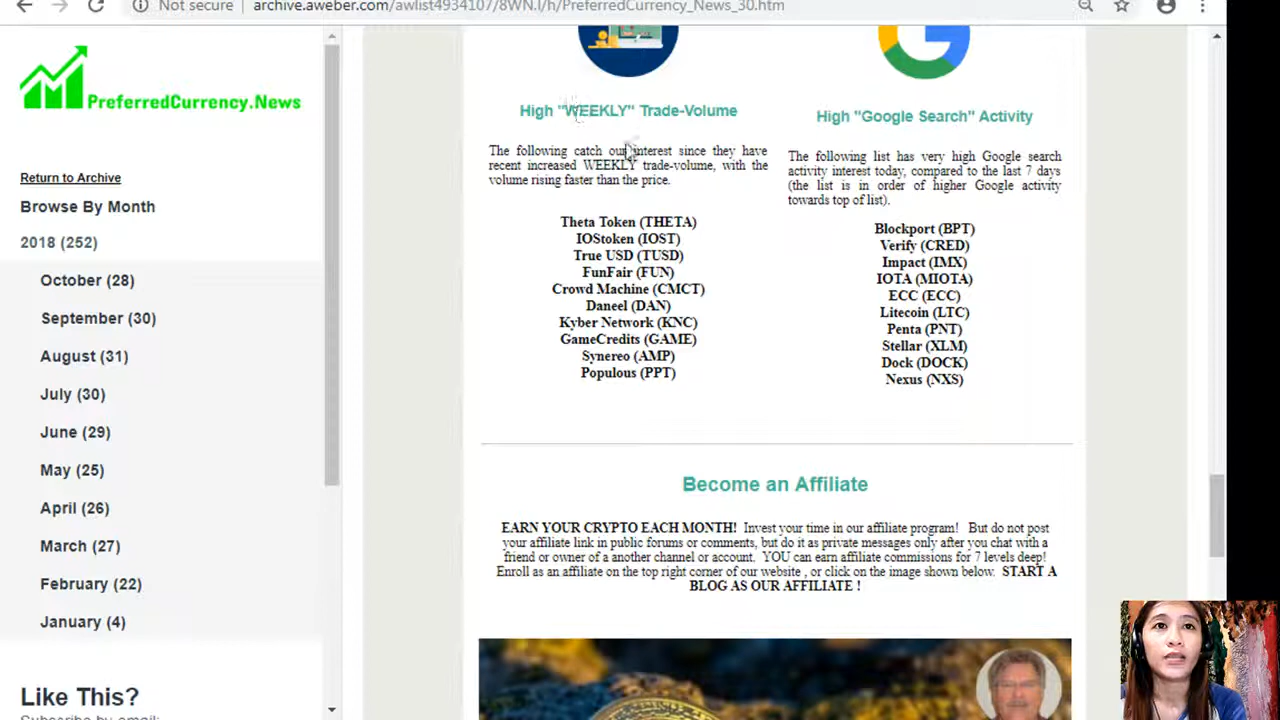 Not secure archive.aweber.com/awlist4934107/8WN.I/h/PreferredCurrency_News_30.htm
PreferredCurrency.News
Return to Archive
Browse By Month
2018 (252)
October (28)
September (30)
August (31)
July (30)
June (29)
May (25)
April (26)
March (27)
February (22)
January (4)
Like This?
Subscribe by email:
High "WEEKLY" Trade-Volume
The following catch our interest since they have
recent increased WEEKLY trade-volume, with the
volume rising faster than the price.
Theta Token (THETA)
IOStoken (IOST)
True USD (TUSD)
FunFair (FUN)
Crowd Machine (CMCT)
Daneel (DAN)
Kyber Network (KNC)
GameCredits (GAME)
Synereo (AMP)
Populous (PPT)
High "Google Search" Activity
The following list has very high Google search
activity interest today, compared to the last 7 days
(the list is in order of higher Google activity
towards top of list).
Blockport (BPT)
Verify (CRED)
Impact (IMX)
IOTA (MIOTA)
ECC (ECC)
Litecoin (LTC)
Penta (PNT)
Stellar (XLM)
Dock (DOCK)
Nexus (NXS)
Become an Affiliate
EARN YOUR CRYPTO EACH MONTH! Invest your time in our affiliate program! But do not post
your affiliate link in public forums or comments, but do it as private messages only after you chat with a
friend or owner of a another channel or account. YOU can earn affiliate commissions for 7 levels deep!
Enroll as an affiliate on the top right corner of our website , or click on the image shown below. START A
BLOG AS OUR AFFILIATE !